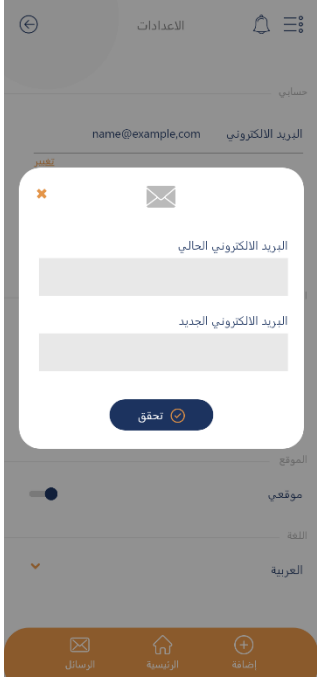 الاعدادات
حسابي
البريد الالكتروني name@example,com
تغيير
البريد الالكتروني الحالي
البريد الالكتروني الجديد
تحقق
الموقع
موقعي
اللغة
العربية
إضافة الرئيسية الرسائل